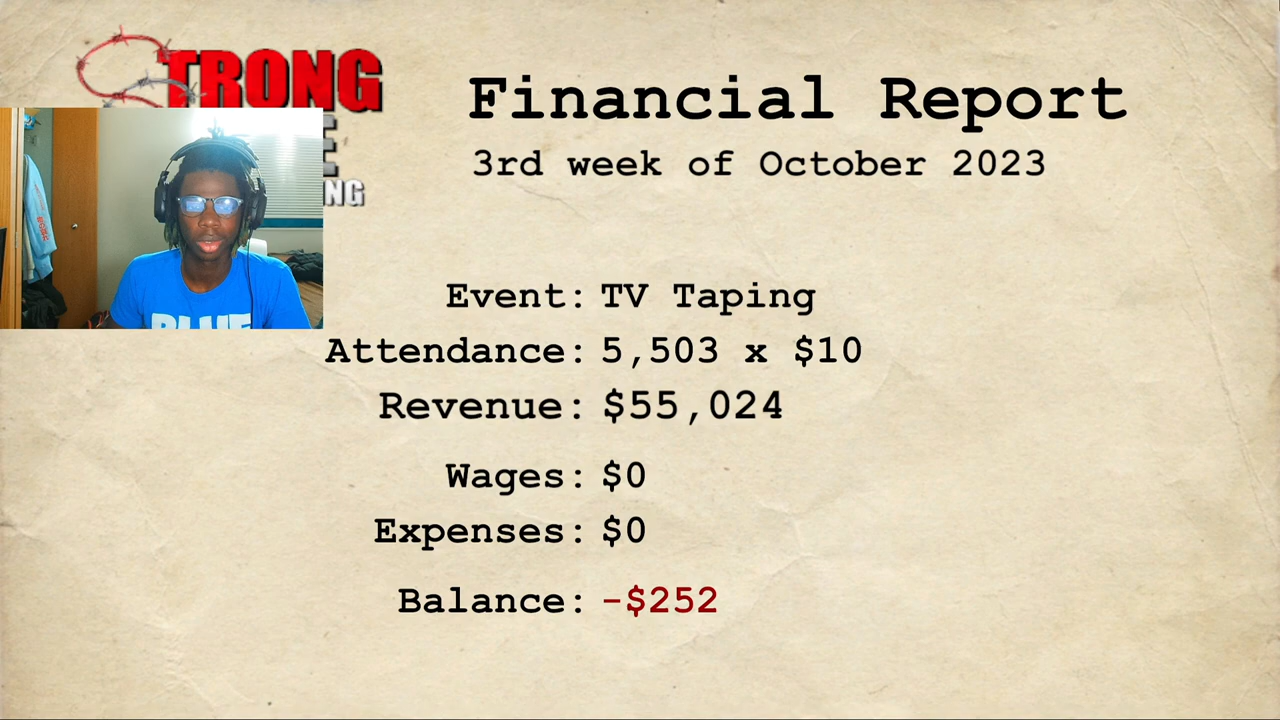 TRONG
E
NG
Financial Report
3rd week of October 2023
Event: TV Taping
Attendance: 5,503 x $10
Revenue: $55,024
Wages: $0
Expenses: $0
Balance: -$252
BLUE